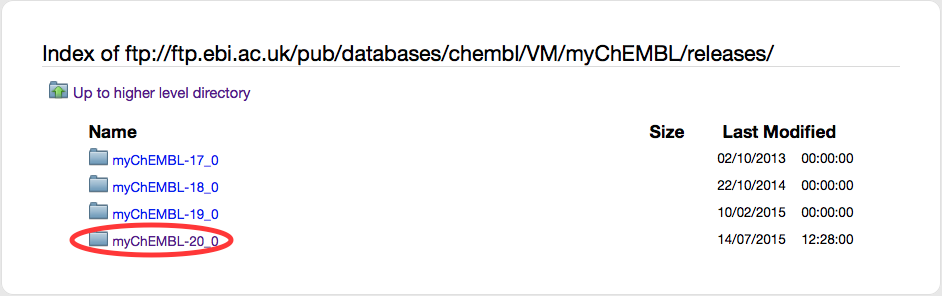 Index of ftp://ftp.ebi.ac.uk/pub/databases/chembl/VM/myChEMBL/releases/
Up to higher level directory
Name Size Last Modified
myChEMBL-17_0 02/10/2013 00:00:00
myChEMBL-18_0 22/10/2014 00:00:00
myChEMBL-19_0 10/02/2015 00:00:00
myChEMBL-20_0 14/07/2015 12:28:00